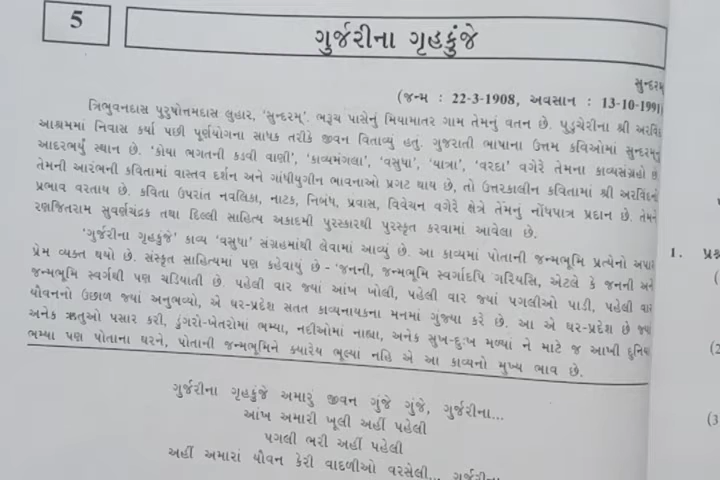 5
ગુર્જરીના ગૃહકુંજે
સુન્દરમ્
(જન્મ : 22-3-1908, અવસાન : 13-10-1991)
ત્રિભુવનદાસ પુરુષોત્તમદાસ લુહાર, 'સુન્દરમ્'. ભરૂચ પાસેનું મિયામાતર ગામ તેમનું વતન છે. પુડુચેરીના શ્રી અરવિંદ
આશ્રમમાં નિવાસ કર્યા પછી પૂર્ણયોગના સાધક તરીકે જીવન વિતાવ્યું હતું. ગુજરાતી ભાષાના ઉત્તમ કવિઓમાં સુન્દરમ્નું
આદરભર્યું સ્થાન છે. 'કોયા ભગતની કડવી વાણી', 'કાવ્યમંગલા', 'વસુધા', 'યાત્રા', 'વરદા' વગેરે તેમના કાવ્યસંગ્રહો છે.
તેમની આરંભની કવિતામાં વાસ્તવ દર્શન અને ગાંધીયુગીન ભાવનાઓ પ્રગટ થાય છે, તો ઉત્તરકાલીન કવિતામાં શ્રી અરવિંદનો
પ્રભાવ વરતાય છે. કવિતા ઉપરાંત નવલિકા, નાટક, નિબંધ, પ્રવાસ, વિવેચન વગેરે ક્ષેત્રે તેમનું નોંધપાત્ર પ્રદાન છે. તેમને
રણજિતરામ સુવર્ણચંદ્રક તથા દિલ્લી સાહિત્ય અકાદમી પુરસ્કારથી પુરસ્કૃત કરવામાં આવેલા છે.
'ગુર્જરીના ગૃહકુંજે' કાવ્ય 'વસુધા' સંગ્રહમાંથી લેવામાં આવ્યું છે. આ કાવ્યમાં પોતાની જન્મભૂમિ પ્રત્યેનો અપાર
પ્રેમ વ્યક્ત થયો છે. સંસ્કૃત સાહિત્યમાં પણ કહેવાયું છે - 'જનની, જન્મભૂમિ સ્વર્ગાદપિ ગરિયસિ, એટલે કે જનની અને
જન્મભૂમિ સ્વર્ગથી પણ ચડિયાતી છે. પહેલી વાર જ્યાં આંખ ખોલી, પહેલી વાર જ્યાં પગલીઓ પાડી, પહેલી વાર
યૌવનનો ઉછાળ જ્યાં અનુભવ્યો, એ ઘર-પ્રદેશ સતત કાવ્યનાયકના મનમાં ગુંજ્યા કરે છે. આ એ ઘર-પ્રદેશ છે જ્યાં
અનેક ઋતુઓ પસાર કરી, ડુંગરો-ખેતરોમાં ભમ્યા, નદીઓમાં નાહ્યા, અનેક સુખ-દુઃખ મળ્યાં ને માટે જ આખી દુનિયા
ભમ્યા પણ પોતાના ઘરને, પોતાની જન્મભૂમિને ક્યારેય ભૂલ્યાં નહિ એ આ કાવ્યનો મુખ્ય ભાવ છે.
ગુર્જરીના ગૃહકુંજે અમારું જીવન ગુંજે ગુંજે, ગુર્જરીના...
આંખ અમારી ખૂલી અહીં પહેલી
પગલી ભરી અહીં પહેલી
અહીં અમારાં યૌવન કેરી વાદળીઓ વરસેલી... ગુર્જરીના
1.
(2
(3